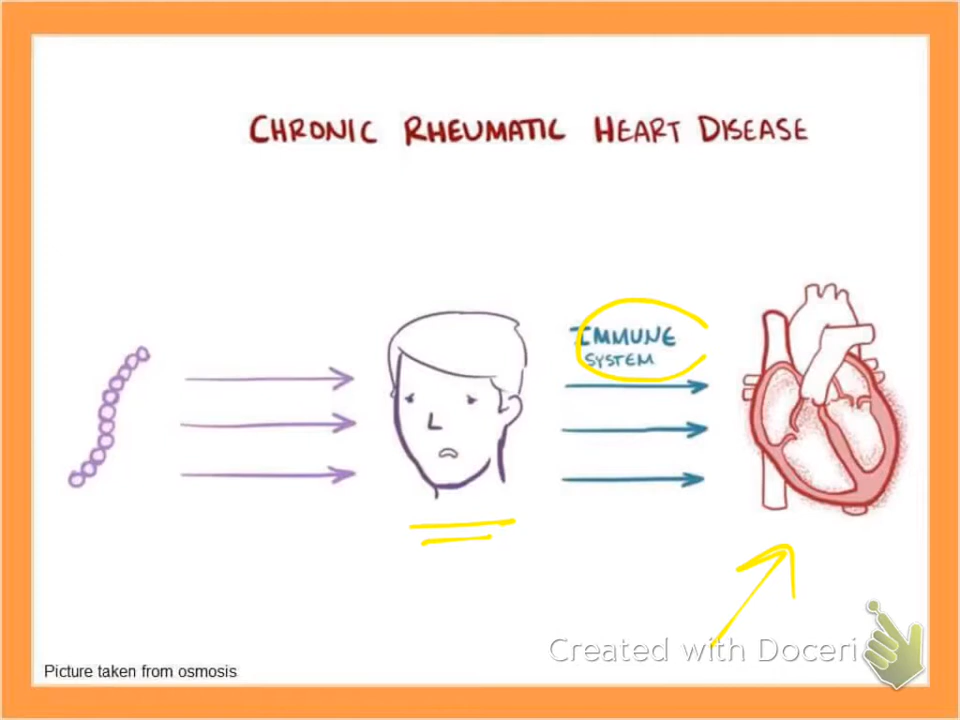 CHRONIC RHEUMATIC HEART DISEASE
IMMUNE
SYSTEM
Created with Doceri
Picture taken from osmosis